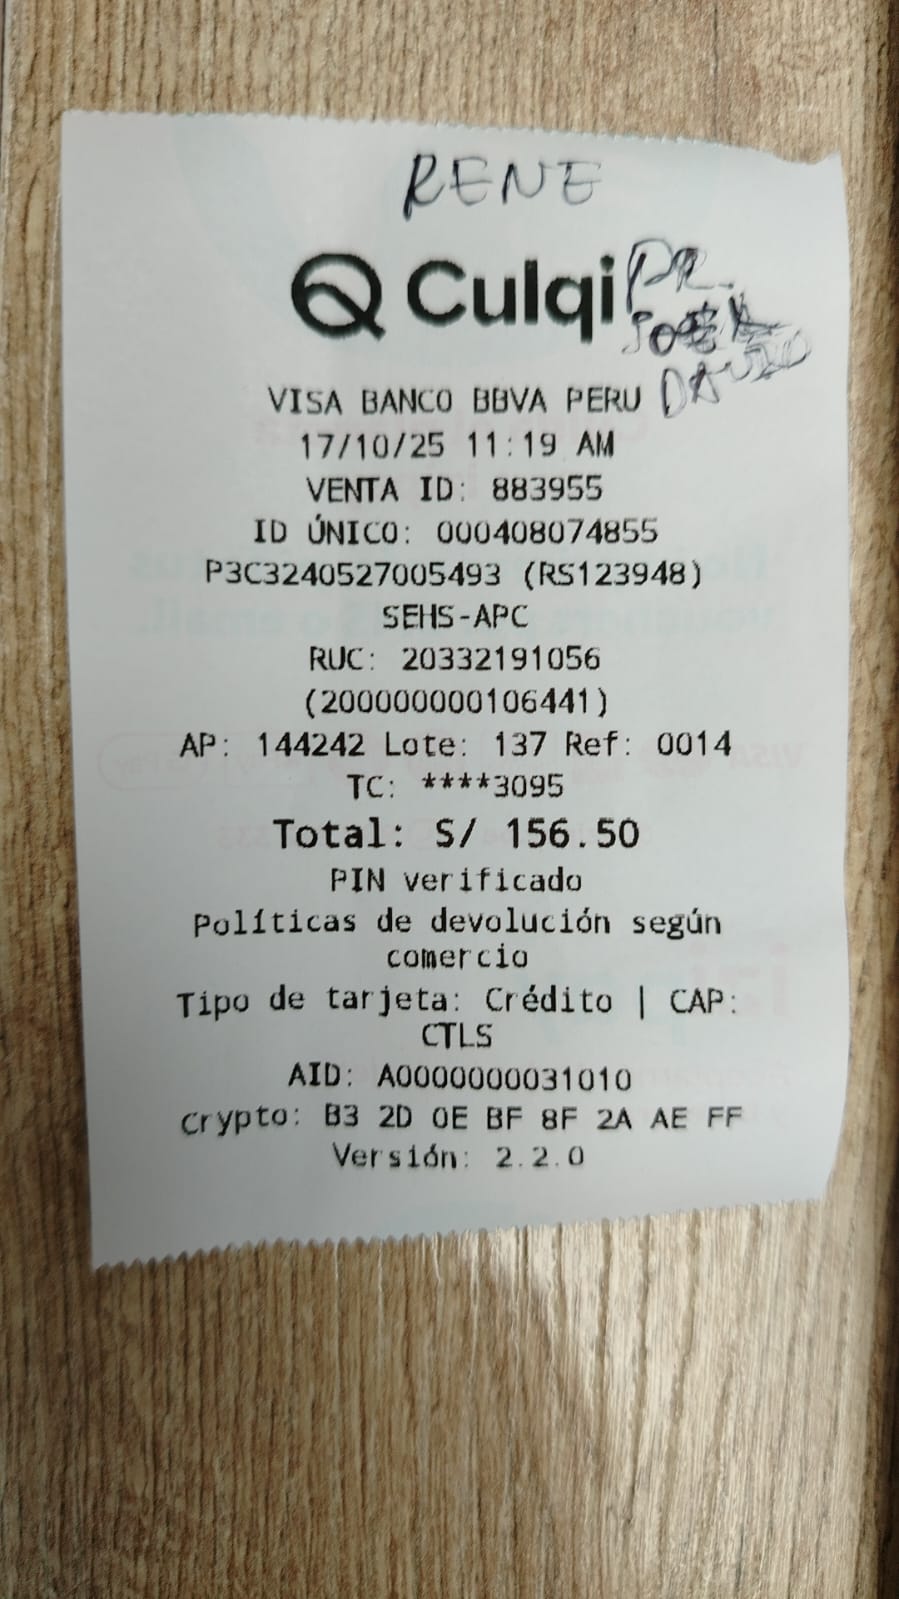 RENE
Culqi
PR.
DAVID
VISA BANCO BBVA PERU
17/10/25 11:19 AM
VENTA ID: 883955
ID ÚNICO: 000408074855
P3C3240527005493 (RS123948)
SEHS-APC
RUC: 20332191056
(200000000106441)
AP: 144242 Lote: 137 Ref: 0014
TC: ****3095
Total: S/ 156.50
PIN verificado
Políticas de devolución según
comercio
Tipo de tarjeta: Crédito | CAP:
CTLS
AID: A0000000031010
Crypto: B3 2D 0E BF 8F 2A AE FF
Versión: 2.2.0